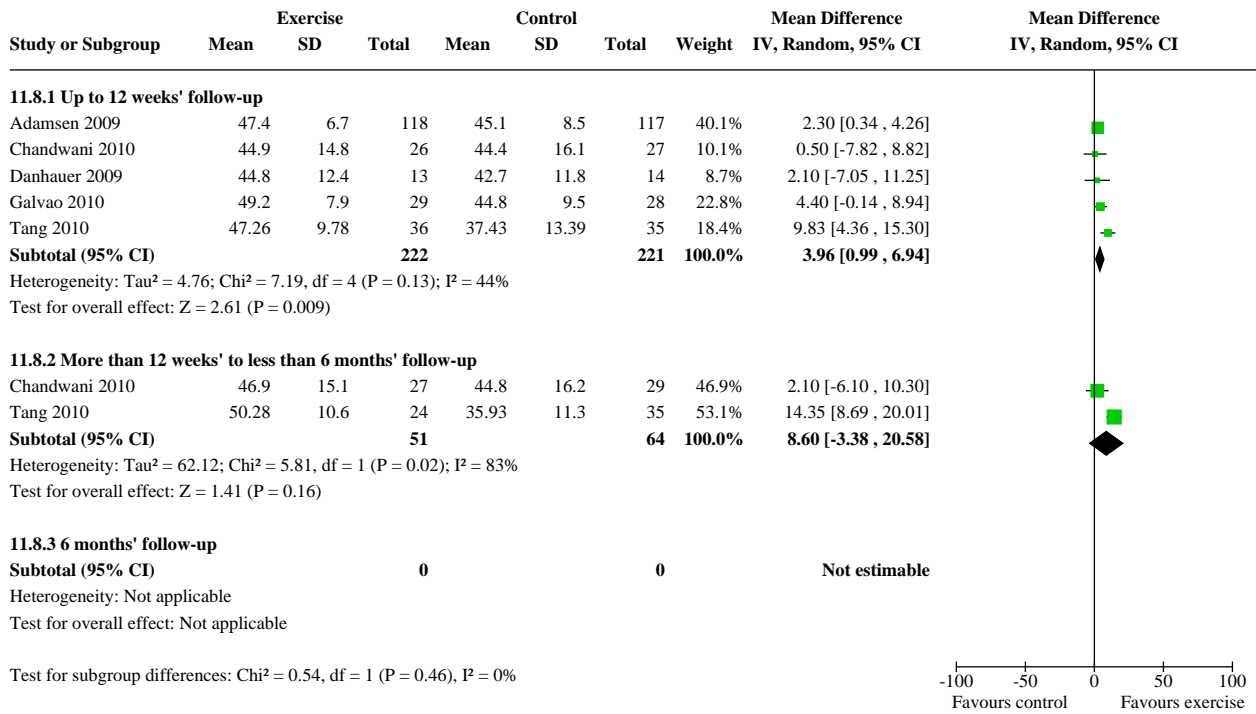 Exercise Control Mean Difference Mean Difference
Study or Subgroup Mean SD Total Mean SD Total Weight IV, Random, 95% CI IV, Random, 95% CI
11.8.1 Up to 12 weeks' follow-up
Adamsen 2009 47.4 6.7 118 45.1 8.5 117 40.1% 2.30 [0.34 , 4.26]
Chandwani 2010 44.9 14.8 26 44.4 16.1 27 10.1% 0.50 [-7.82 , 8.82]
Danhauer 2009 44.8 12.4 13 42.7 11.8 14 8.7% 2.10 [-7.05 , 11.25]
Galvao 2010 49.2 7.9 29 44.8 9.5 28 22.8% 4.40 [-0.14 , 8.94]
Tang 2010 47.26 9.78 36 37.43 13.39 35 18.4% 9.83 [4.36 , 15.30]
Subtotal (95% CI) 222 221 100.0% 3.96 [0.99 , 6.94]
Heterogeneity: Tau² = 4.76; Chi² = 7.19, df = 4 (P = 0.13); I² = 44%
Test for overall effect: Z = 2.61 (P = 0.009)
11.8.2 More than 12 weeks' to less than 6 months' follow-up
Chandwani 2010 46.9 15.1 27 44.8 16.2 29 46.9% 2.10 [-6.10 , 10.30]
Tang 2010 50.28 10.6 24 35.93 11.3 35 53.1% 14.35 [8.69 , 20.01]
Subtotal (95% CI) 51 64 100.0% 8.60 [-3.38 , 20.58]
Heterogeneity: Tau² = 62.12; Chi² = 5.81, df = 1 (P = 0.02); I² = 83%
Test for overall effect: Z = 1.41 (P = 0.16)
11.8.3 6 months' follow-up
Subtotal (95% CI) 0 0 Not estimable
Heterogeneity: Not applicable
Test for overall effect: Not applicable
Test for subgroup differences: Chi² = 0.54, df = 1 (P = 0.46), I² = 0%
-100 -50 0 50 100
Favours control Favours exercise